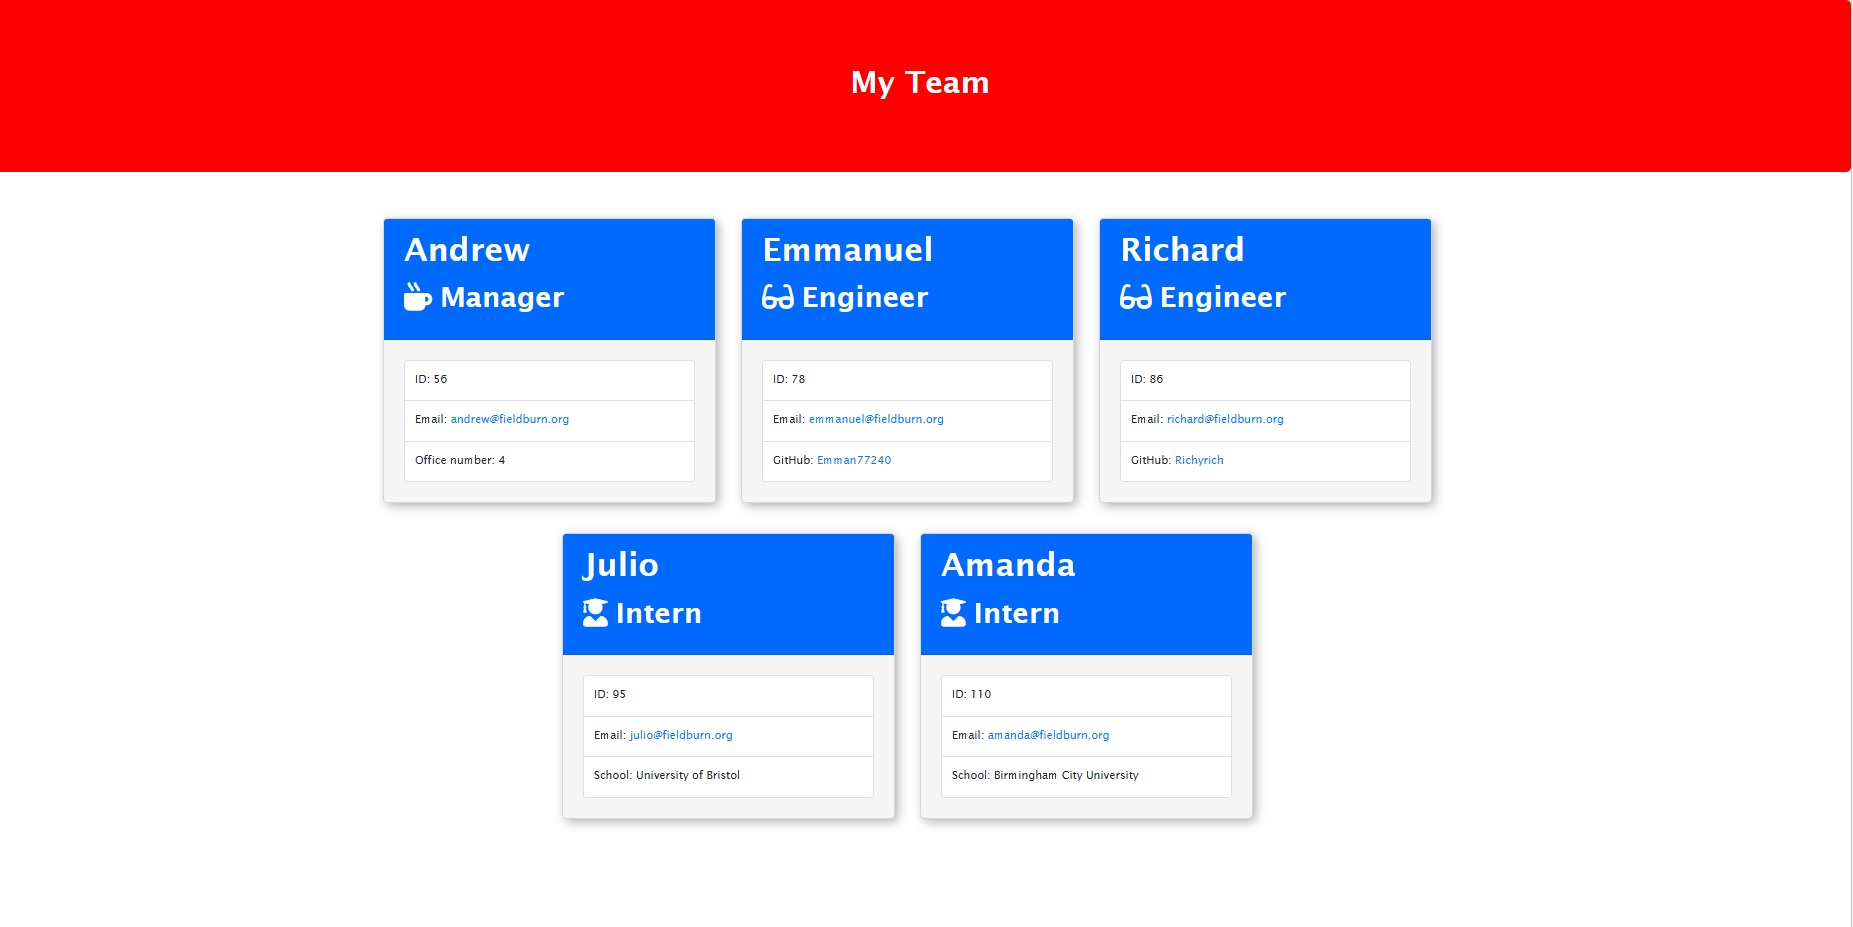 My Team
Andrew
Manager
ID: 56
Email: andrew@fieldburn.org
Office number: 4
Emmanuel
Engineer
ID: 78
Email: emmanuel@fieldburn.org
GitHub: Emman77240
Richard
Engineer
ID: 86
Email: richard@fieldburn.org
GitHub: Richyrich
Julio
Intern
ID: 95
Email: julio@fieldburn.org
School: University of Bristol
Amanda
Intern
ID: 110
Email: amanda@fieldburn.org
School: Birmingham City University